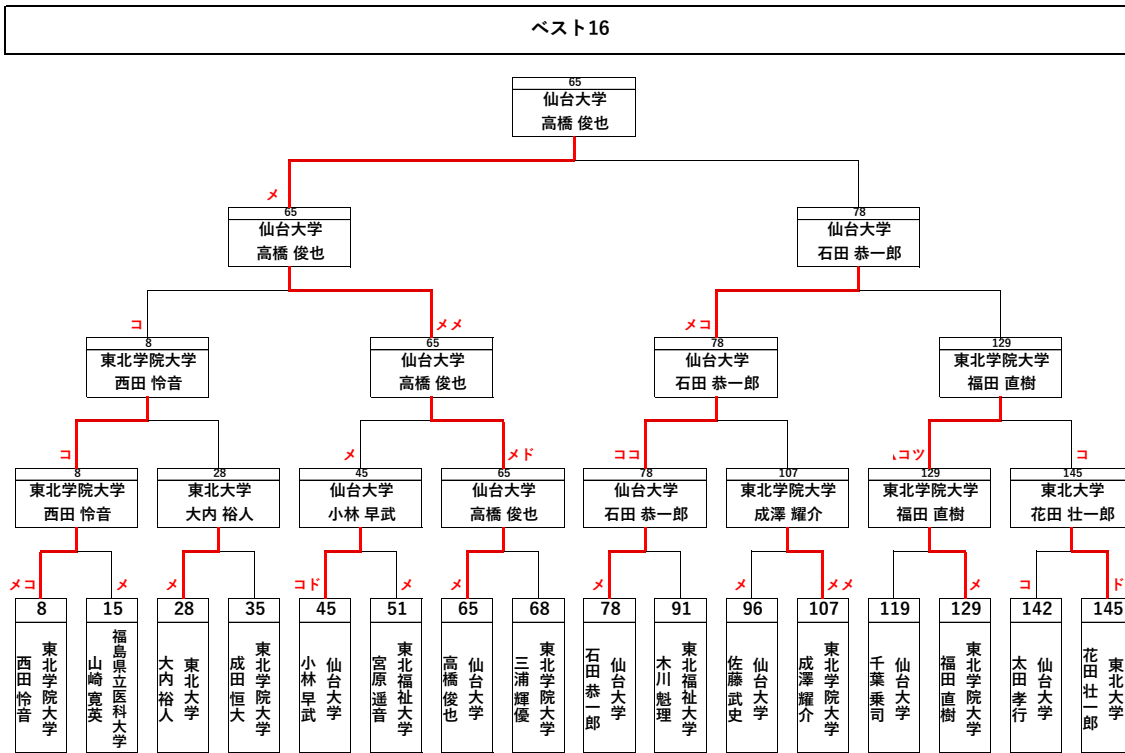 ベスト16
65
仙台大学
高橋 俊也
メ
65
仙台大学
高橋 俊也
78
仙台大学
石田 恭一郎
コ
メメ
メコ
8
東北学院大学
西田 怜音
65
仙台大学
高橋 俊也
78
仙台大学
石田 恭一郎
129
東北学院大学
福田 直樹
コ
メ
メド
ココ
コツ
コ
8
東北学院大学
西田 怜音
28
東北大学
大内 裕人
45
仙台大学
小林 早武
65
仙台大学
高橋 俊也
78
仙台大学
石田 恭一郎
107
東北学院大学
成澤 耀介
129
東北学院大学
福田 直樹
145
東北大学
花田 壮一郎
メコ
メ
メ
コド
メ
メ
メ
メ
メメ
メ
コ
ド
8
東北学院大学
西田 怜音
15
福島県立医科大学
山崎 寛英
28
東北大学
大内 裕人
35
東北学院大学
成田 恒大
45
仙台大学
小林 早武
51
東北福祉大学
宮原 遥音
65
仙台大学
高橋 俊也
68
東北学院大学
三浦 輝優
78
仙台大学
石田 恭一郎
91
東北福祉大学
木川 魁理
96
仙台大学
佐藤 武史
107
東北学院大学
成澤 耀介
119
仙台大学
千葉 乗司
129
東北学院大学
福田 直樹
142
仙台大学
太田 孝行
145
東北大学
花田 壮一郎